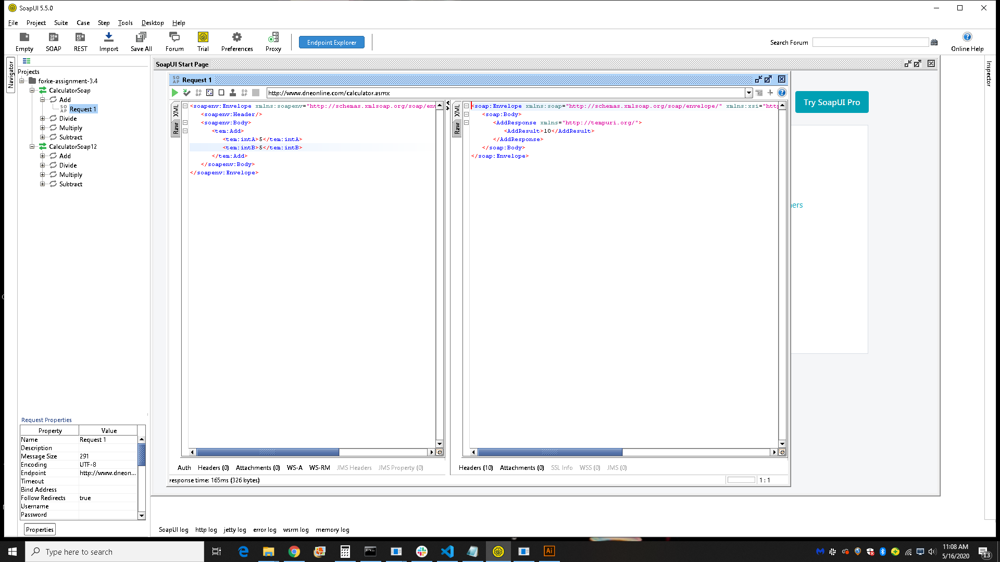 SoapUI 5.5.0
File Project Suite Case Step Tools Desktop Help
Empty SOAP REST Import Save All Forum Trial Preferences Proxy Endpoint Explorer Search Forum Online Help
Navigator
Projects
forke-assignment-3.4
CalculatorSoap
Add
Request 1
Divide
Multiply
Subtract
CalculatorSoap12
Add
Divide
Multiply
Subtract
SoapUI Start Page
Request 1
http://www.dneonline.com/calculator.asmx
XML
Raw
<soapenv:Envelope xmlns:soapenv="http://schemas.xmlsoap.org/soap/env
<soapenv:Header/>
<soapenv:Body>
<tem:Add>
<tem:intA>5</tem:intA>
<tem:intB>5</tem:intB>
</tem:Add>
</soapenv:Body>
</soapenv:Envelope>
XML
Raw
<soap:Envelope xmlns:soap="http://schemas.xmlsoap.org/soap/envelope/" xmlns:xsi="http
<soap:Body>
<AddResponse xmlns="http://tempuri.org/">
<AddResult>10</AddResult>
</AddResponse>
</soap:Body>
</soap:Envelope>
Try SoapUI Pro
ners
Inspector
Auth Headers (0) Attachments (0) WS-A WS-RM JMS Headers JMS Property (0)
Headers (10) Attachments (0) SSL Info WSS (0) JMS (0)
response time: 165ms (326 bytes)
1 : 1
Request Properties
Property Value
Name Request 1
Description
Message Size 291
Encoding UTF-8
Endpoint http://www.dneon...
Timeout
Bind Address
Follow Redirects true
Username
Password
Properties
SoapUI log http log jetty log error log wsrm log memory log
Type here to search
Ai
11:08 AM
5/16/2020
13